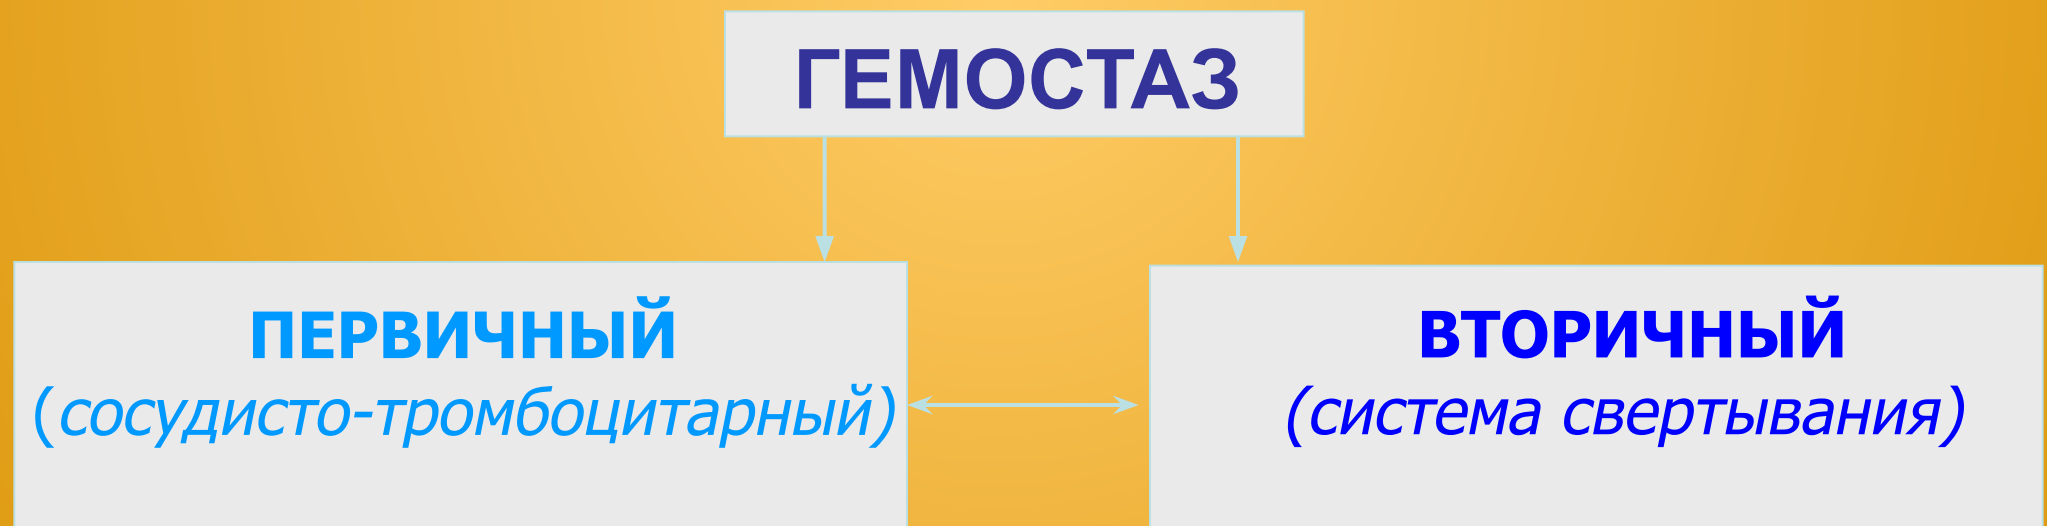 ГЕМОСТАЗ
ПЕРВИЧНЫЙ
(сосудисто-тромбоцитарный)
ВТОРИЧНЫЙ
(система свертывания)